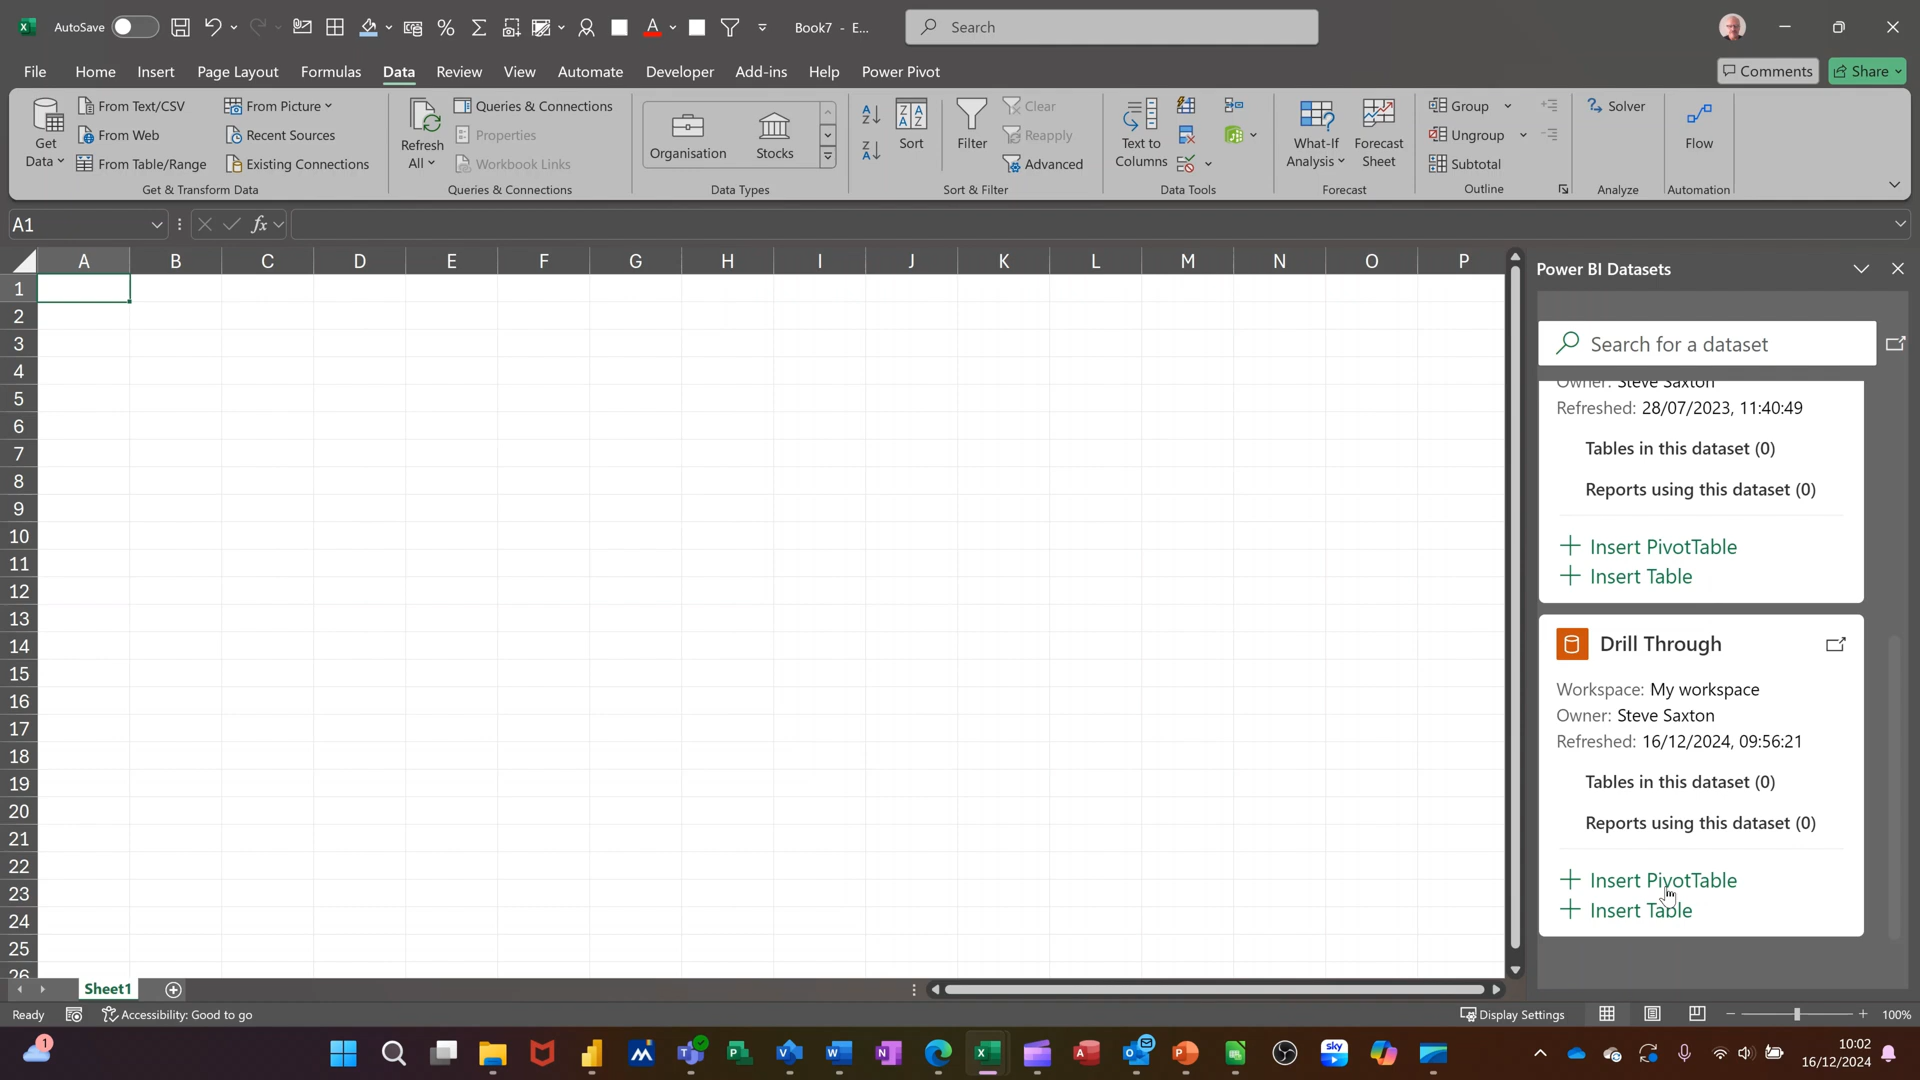 AutoSave
Book7 - E...
Search
File Home Insert Page Layout Formulas Data Review View Automate Developer Add-ins Help Power Pivot
Comments
Share
Get Data
From Text/CSV
From Web
From Table/Range
From Picture
Recent Sources
Existing Connections
Get & Transform Data
Refresh All
Queries & Connections
Properties
Workbook Links
Queries & Connections
Organisation
Stocks
Data Types
Sort
Filter
Clear
Reapply
Advanced
Sort & Filter
Text to Columns
Data Tools
What-If Analysis
Forecast Sheet
Forecast
Group
Ungroup
Subtotal
Outline
Solver
Analyze
Flow
Automation
A1
fx
A B C D E F G H I J K L M N O P
1
2
3
4
5
6
7
8
9
10
11
12
13
14
15
16
17
18
19
20
21
22
23
24
25
26
Power BI Datasets
Search for a dataset
Owner: Steve Saxton
Refreshed: 28/07/2023, 11:40:49
Tables in this dataset (0)
Reports using this dataset (0)
Insert PivotTable
Insert Table
Drill Through
Workspace: My workspace
Owner: Steve Saxton
Refreshed: 16/12/2024, 09:56:21
Tables in this dataset (0)
Reports using this dataset (0)
Insert PivotTable
Insert Table
Sheet1
Ready
Accessibility: Good to go
Display Settings
100%
1
sky
10:02
16/12/2024